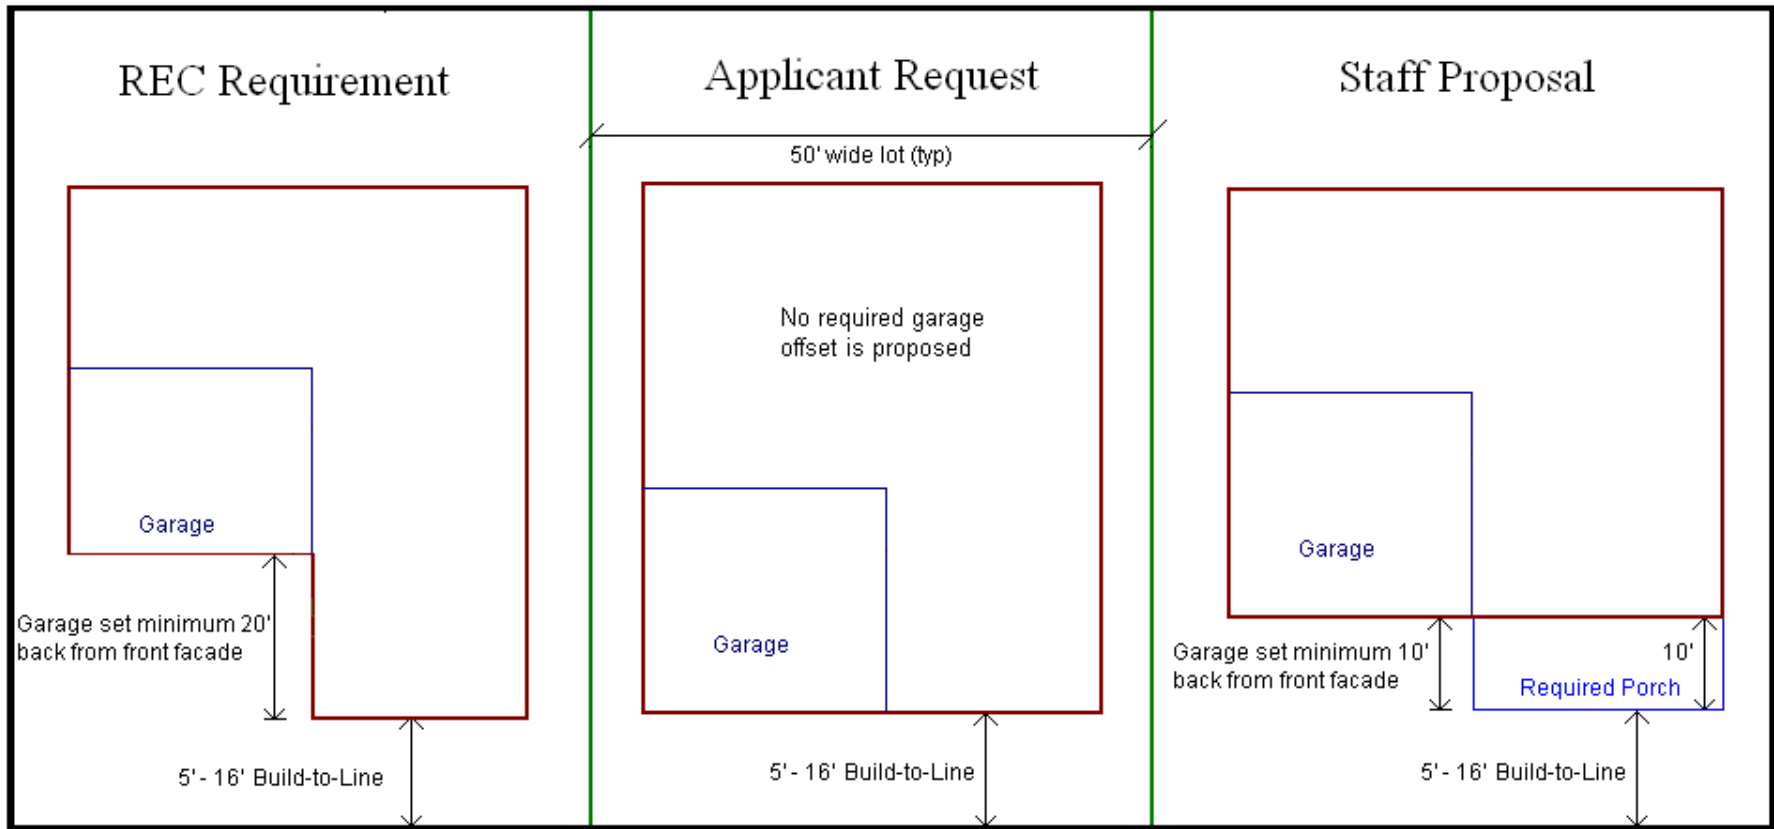 REC Requirement
Applicant Request
Staff Proposal
50' wide lot (typ)
No required garage
offset is proposed
Garage
Garage set minimum 20'
back from front facade
5' - 16' Build-to-Line
Garage
5' - 16' Build-to-Line
Garage
Garage set minimum 10'
back from front facade
10'
Required Porch
5' - 16' Build-to-Line